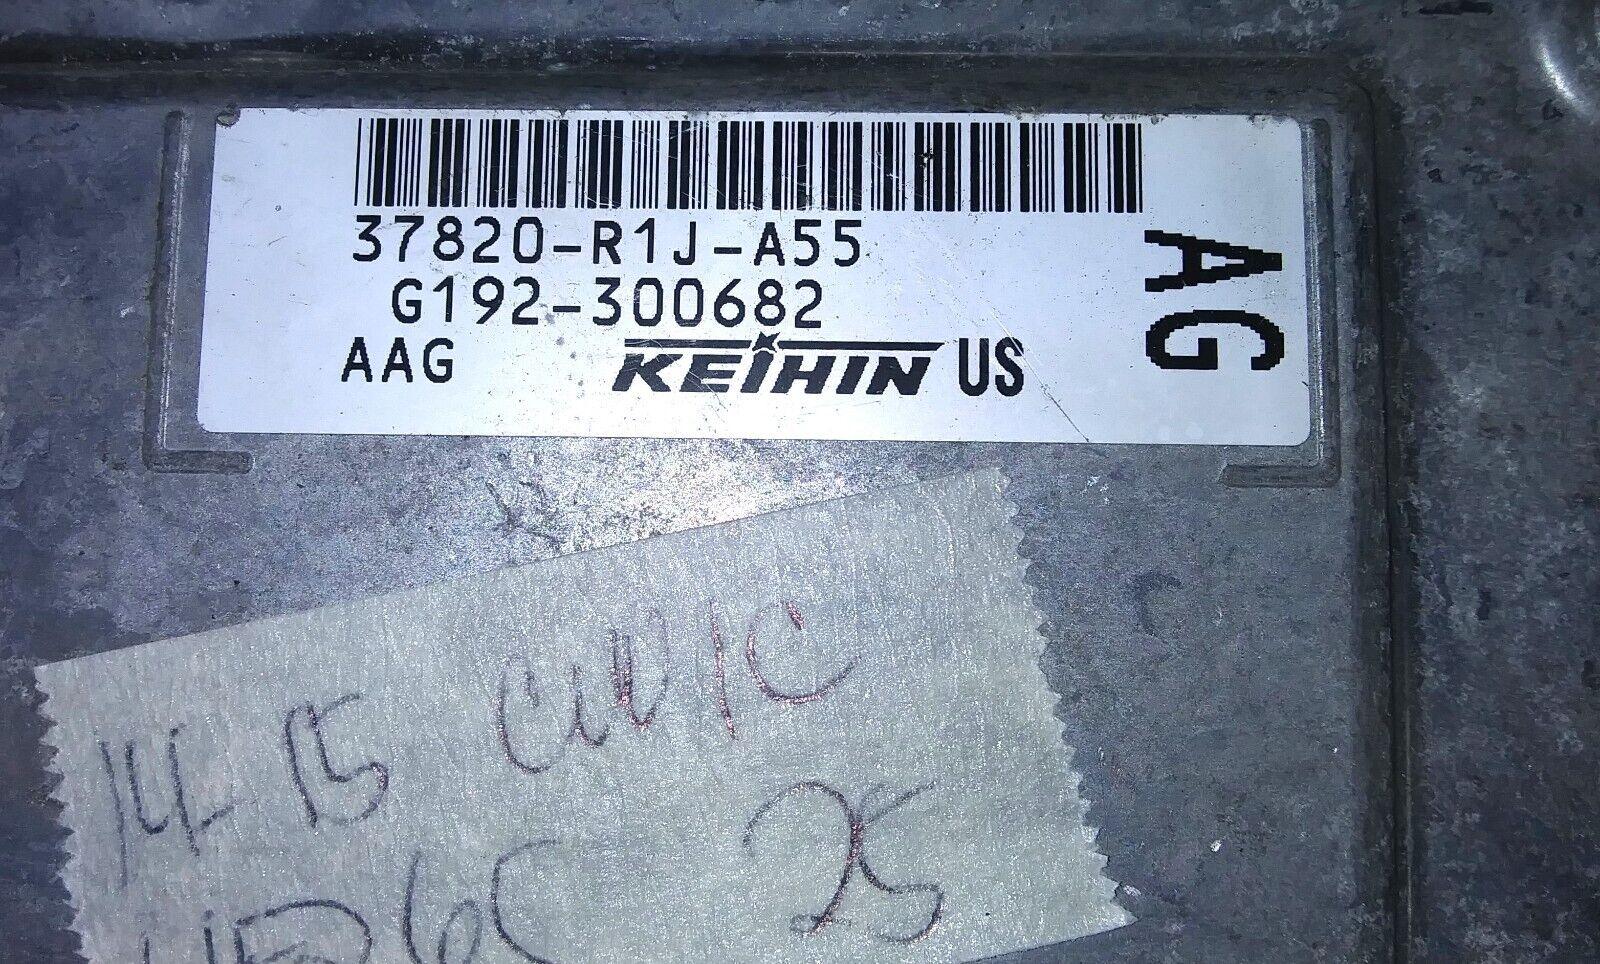 37820-R1J-A55
G192-300682
AAG KEIHIN US
AG
14 15 CIVIC
25